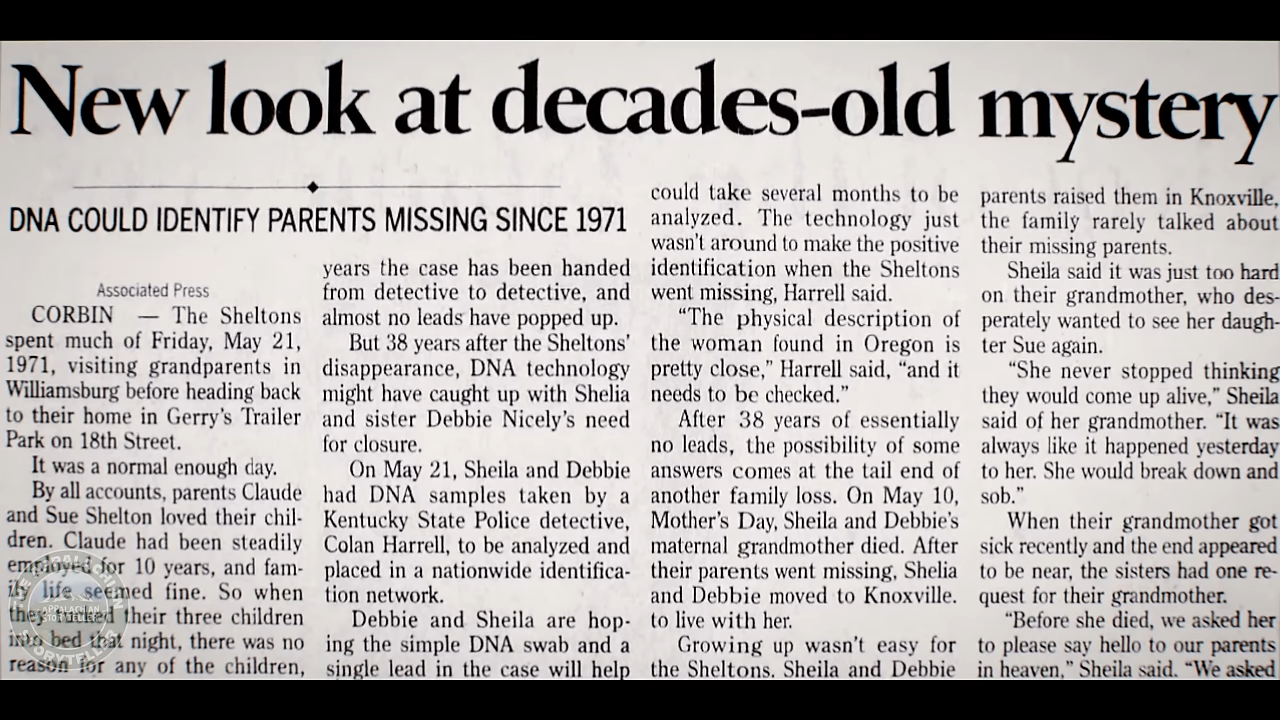 New look at decades-old mystery
DNA COULD IDENTIFY PARENTS MISSING SINCE 1971
Associated Press
CORBIN — The Sheltons
spent much of Friday, May 21,
1971, visiting grandparents in
Williamsburg before heading back
to their home in Gerry's Trailer
Park on 18th Street.
It was a normal enough day.
By all accounts, parents Claude
and Sue Shelton loved their chil-
dren. Claude had been steadily
employed for 10 years, and fam-
ily life seemed fine. So when
they tucked their three children
into bed that night, there was no
reason for any of the children,
years the case has been handed
from detective to detective, and
almost no leads have popped up.
But 38 years after the Sheltons'
disappearance, DNA technology
might have caught up with Shelia
and sister Debbie Nicely's need
for closure.
On May 21, Sheila and Debbie
had DNA samples taken by a
Kentucky State Police detective,
Colan Harrell, to be analyzed and
placed in a nationwide identifica-
tion network.
Debbie and Sheila are hop-
ing the simple DNA swab and a
single lead in the case will help
could take several months to be
analyzed. The technology just
wasn't around to make the positive
identification when the Sheltons
went missing, Harrell said.
"The physical description of
the woman found in Oregon is
pretty close," Harrell said, "and it
needs to be checked."
After 38 years of essentially
no leads, the possibility of some
answers comes at the tail end of
another family loss. On May 10,
Mother's Day, Sheila and Debbie's
maternal grandmother died. After
their parents went missing, Shelia
and Debbie moved to Knoxville.
to live with her.
Growing up wasn't easy for
the Sheltons. Sheila and Debbie
parents raised them in Knoxville,
the family rarely talked about
their missing parents.
Sheila said it was just too hard
on their grandmother, who des-
perately wanted to see her daugh-
ter Sue again.
"She never stopped thinking
they would come up alive," Sheila
said of her grandmother. "It was
always like it happened yesterday
to her. She would break down and
sob."
When their grandmother got
sick recently and the end appeared
to be near, the sisters had one re-
quest for their grandmother.
"Before she died, we asked her
to please say hello to our parents
in heaven," Sheila said. "We asked
APPALACHIAN
STORYTELLER